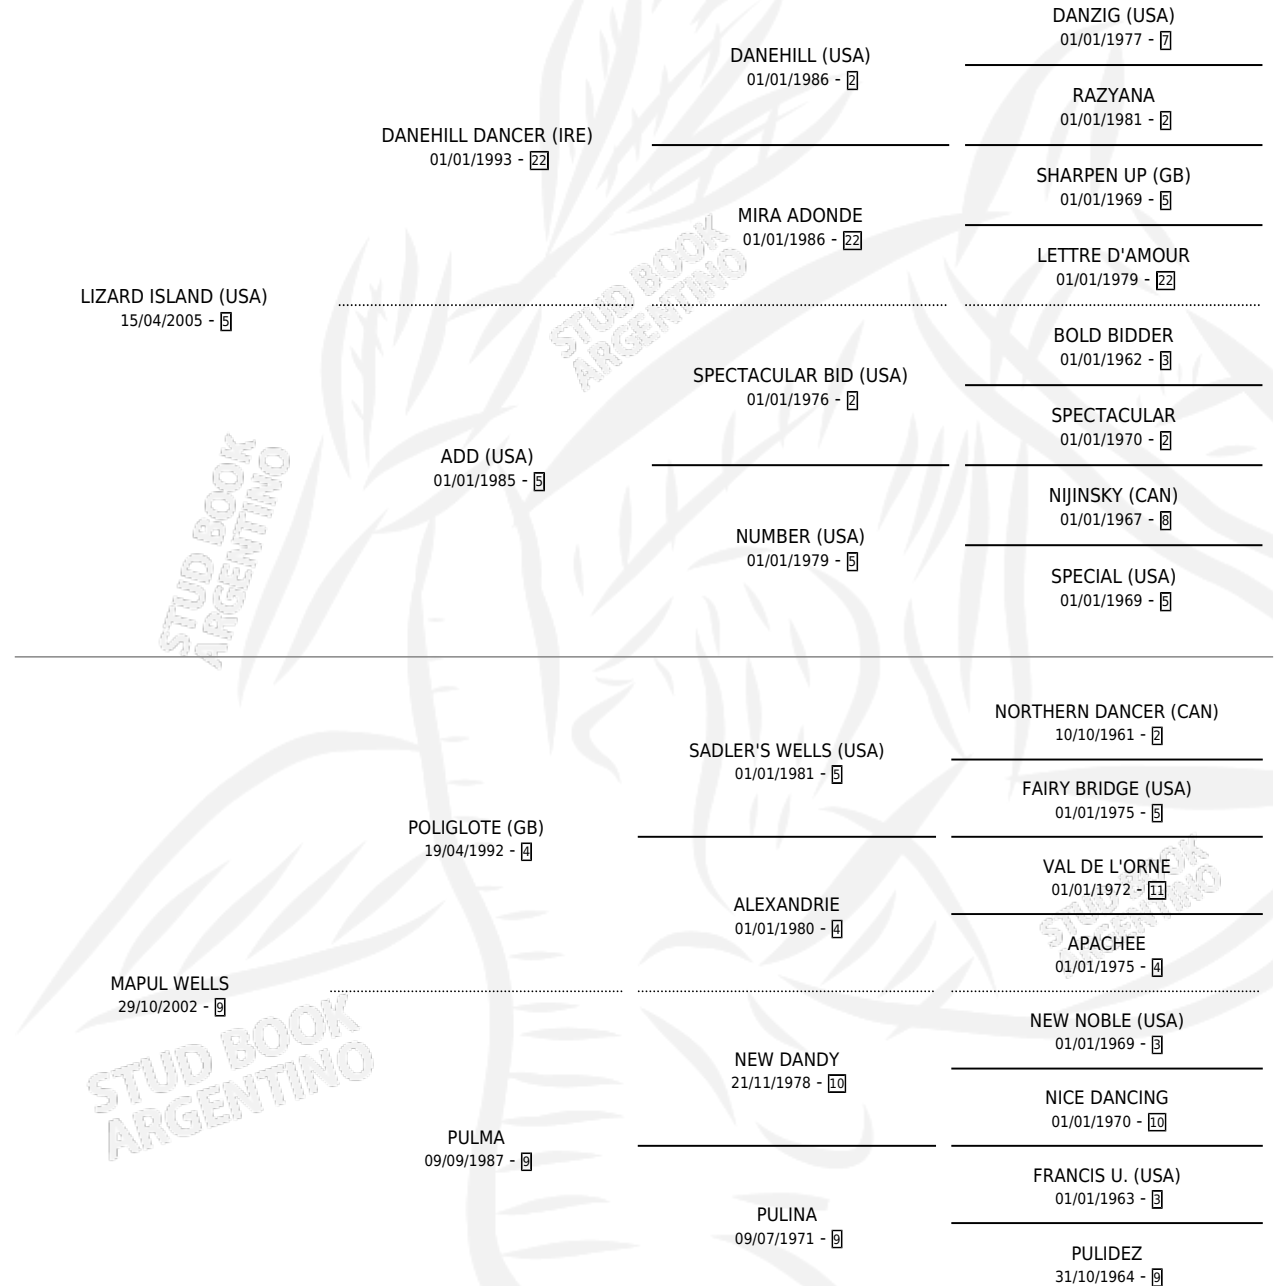 DANZIG (USA)
01/01/1977 - 7
DANEHILL (USA)
01/01/1986 - 2
RAZYANA
01/01/1981 - 2
DANEHILL DANCER (IRE)
01/01/1993 - 22
SHARPEN UP (GB)
01/01/1969 - 5
MIRA ADONDE
01/01/1986 - 22
LETTRE D'AMOUR
01/01/1979 - 22
LIZARD ISLAND (USA)
15/04/2005 - 5
BOLD BIDDER
01/01/1962 - 3
SPECTACULAR BID (USA)
01/01/1976 - 2
SPECTACULAR
01/01/1970 - 2
ADD (USA)
01/01/1985 - 5
NIJINSKY (CAN)
01/01/1967 - 8
NUMBER (USA)
01/01/1979 - 5
SPECIAL (USA)
01/01/1969 - 5
STUD BOOK
ARGENTINO
STUD BOOK
ARGENTINO
NORTHERN DANCER (CAN)
10/10/1961 - 2
SADLER'S WELLS (USA)
01/01/1981 - 5
FAIRY BRIDGE (USA)
01/01/1975 - 5
POLIGLOTE (GB)
19/04/1992 - 4
VAL DE L'ORNE
01/01/1972 - 11
ALEXANDRIE
01/01/1980 - 4
APACHEE
01/01/1975 - 4
STUD BOOK
ARGENTINO
MAPUL WELLS
29/10/2002 - 9
NEW NOBLE (USA)
01/01/1969 - 3
NEW DANDY
21/11/1978 - 10
NICE DANCING
01/01/1970 - 10
STUD BOOK
ARGENTINO
PULMA
09/09/1987 - 9
FRANCIS U. (USA)
01/01/1963 - 3
PULINA
09/07/1971 - 9
PULIDEZ
31/10/1964 - 9